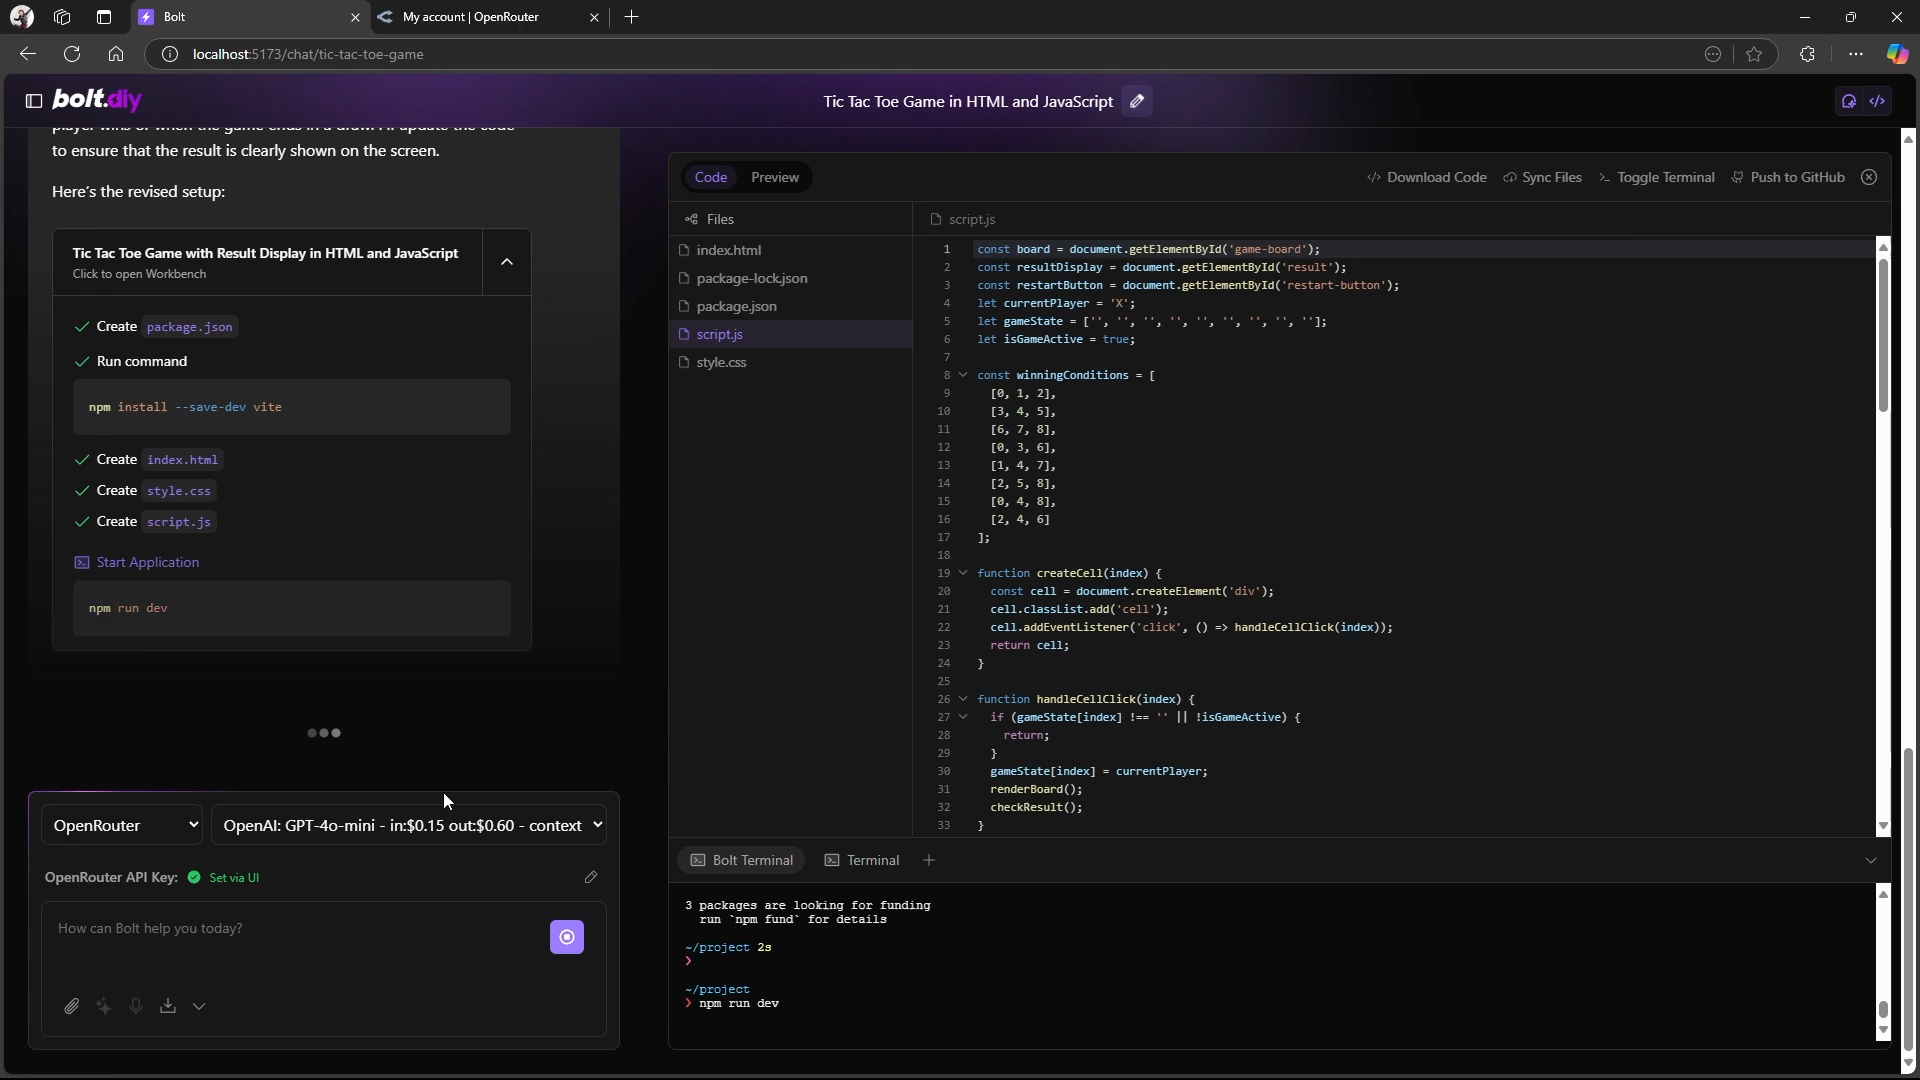 Bolt
My account | OpenRouter
localhost:5173/chat/tic-tac-toe-game
bolt.diy
Tic Tac Toe Game in HTML and JavaScript
to ensure that the result is clearly shown on the screen.
Here's the revised setup:
Tic Tac Toe Game with Result Display in HTML and JavaScript
Click to open Workbench
Create package.json
Run command
npm install --save-dev vite
Create index.html
Create style.css
Create script.js
Start Application
npm run dev
OpenRouter
OpenAI: GPT-4o-mini - in:$0.15 out:$0.60 - context
OpenRouter API Key: Set via UI
How can Bolt help you today?
Code Preview
Download Code Sync Files Toggle Terminal Push to GitHub
Files
index.html
package-lock.json
package.json
script.js
style.css
script.js
1 const board = document.getElementById('game-board');
2 const resultDisplay = document.getElementById('result');
3 const restartButton = document.getElementById('restart-button');
4 let currentPlayer = 'X';
5 let gameState = ['', '', '', '', '', '', '', '', ''];
6 let isGameActive = true;
7
8 const winningConditions = [
9 [0, 1, 2],
10 [3, 4, 5],
11 [6, 7, 8],
12 [0, 3, 6],
13 [1, 4, 7],
14 [2, 5, 8],
15 [0, 4, 8],
16 [2, 4, 6]
17 ];
18
19 function createCell(index) {
20 const cell = document.createElement('div');
21 cell.classList.add('cell');
22 cell.addEventListener('click', () => handleCellClick(index));
23 return cell;
24 }
25
26 function handleCellClick(index) {
27 if (gameState[index] !== '' || !isGameActive) {
28 return;
29 }
30 gameState[index] = currentPlayer;
31 renderBoard();
32 checkResult();
33 }
Bolt Terminal Terminal
3 packages are looking for funding
run `npm fund` for details
~/project 2s
❯
~/project
❯ npm run dev